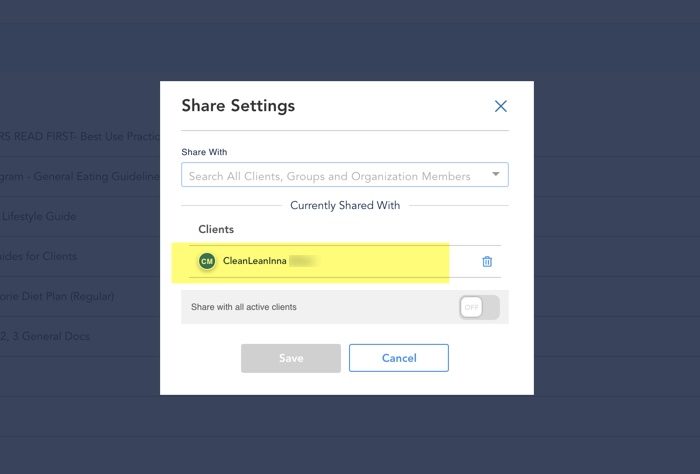 Share Settings
Share With
Search All Clients, Groups and Organization Members
Currently Shared With
Clients
CM CleanLeanInna
Share with all active clients OFF
Save Cancel
RS READ FIRST- Best Use Practic
gram - General Eating Guideline
Lifestyle Guide
uides for Clients
orie Diet Plan (Regular)
2, 3 General Docs